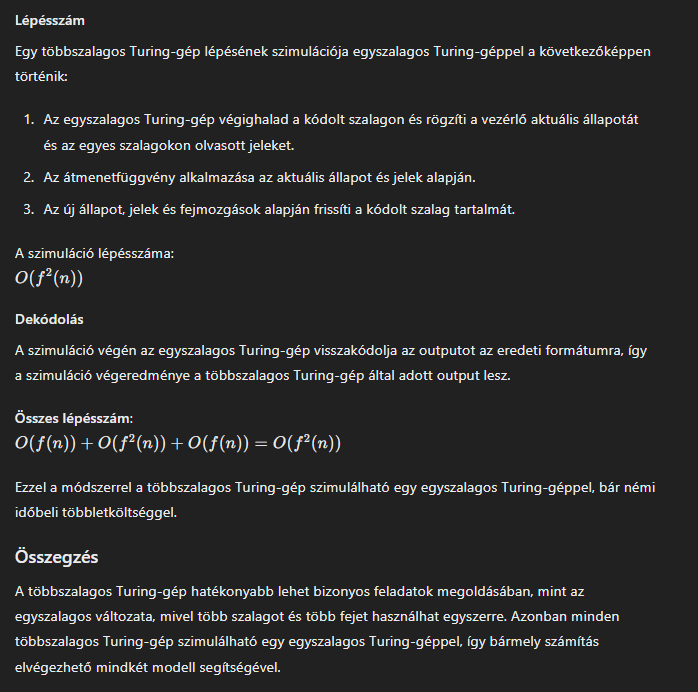 Lépésszám
Egy többszalagos Turing-gép lépésének szimulációja egyszalagos Turing-géppel a következőképpen
történik:
1. Az egyszalagos Turing-gép végighalad a kódolt szalagon és rögzíti a vezérlő aktuális állapotát
és az egyes szalagokon olvasott jeleket.
2. Az átmenetfüggvény alkalmazása az aktuális állapot és jelek alapján.
3. Az új állapot, jelek és fejmozgások alapján frissíti a kódolt szalag tartalmát.
A szimuláció lépésszáma:
O(f²(n))
Dekódolás
A szimuláció végén az egyszalagos Turing-gép visszakódolja az outputot az eredeti formátumra, így
a szimuláció végeredménye a többszalagos Turing-gép által adott output lesz.
Összes lépésszám:
O(f(n)) + O(f²(n)) + O(f(n)) = O(f²(n))
Ezzel a módszerrel a többszalagos Turing-gép szimulálható egy egyszalagos Turing-géppel, bár némi
időbeli többletköltséggel.
Összegzés
A többszalagos Turing-gép hatékonyabb lehet bizonyos feladatok megoldásában, mint az
egyszalagos változata, mivel több szalagot és több fejet használhat egyszerre. Azonban minden
többszalagos Turing-gép szimulálható egy egyszalagos Turing-géppel, így bármely számítás
elvégezhető mindkét modell segítségével.